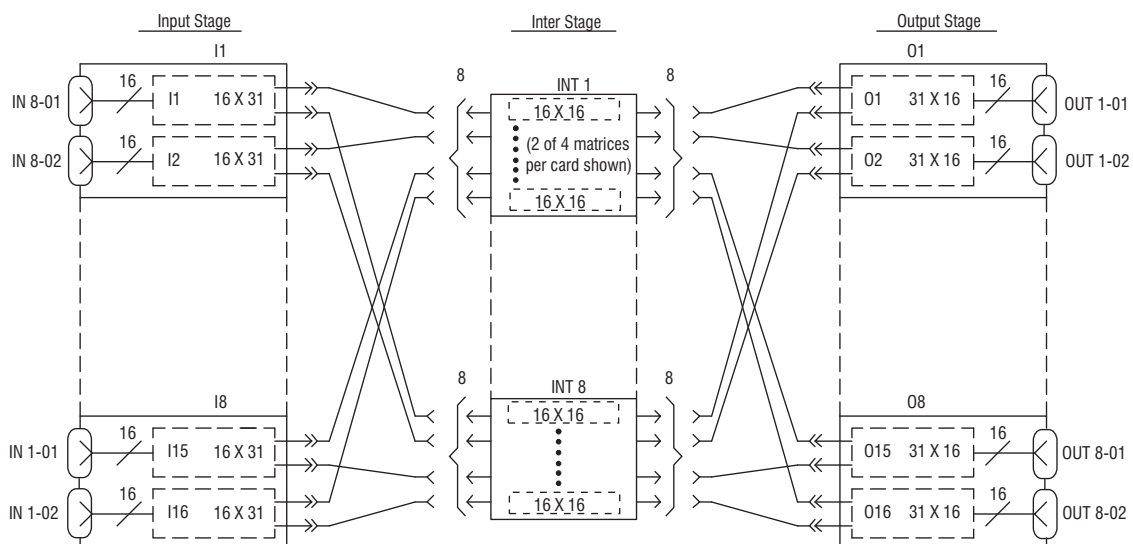 Input Stage
Inter Stage
Output Stage
I1
IN 8-01
16
I1
16 X 31
IN 8-02
16
I2
16 X 31
8
INT 1
8
16 X 16
(2 of 4 matrices
per card shown)
16 X 16
O1
O1
31 X 16
16
OUT 1-01
O2
31 X 16
16
OUT 1-02
I8
IN 1-01
16
I15
16 X 31
IN 1-02
16
I16
16 X 31
8
INT 8
8
16 X 16
16 X 16
O8
O15
31 X 16
16
OUT 8-01
O16
31 X 16
16
OUT 8-02